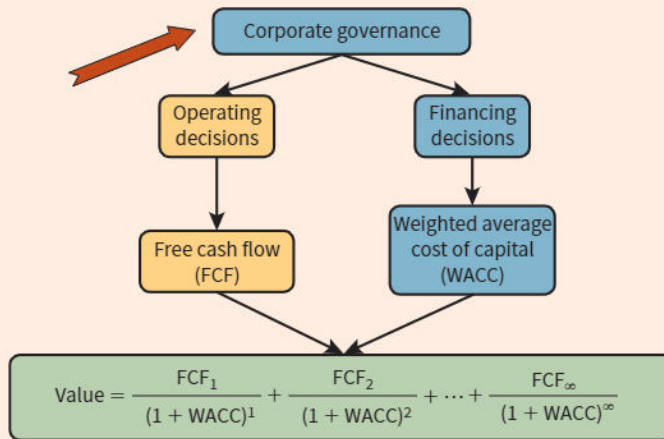 Corporate governance
Operating
decisions
Financing
decisions
Free cash flow
(FCF)
Weighted average
cost of capital
(WACC)
Value = FCF₁ / (1 + WACC)¹ + FCF₂ / (1 + WACC)² + ⋯ + FCF∞ / (1 + WACC)^∞